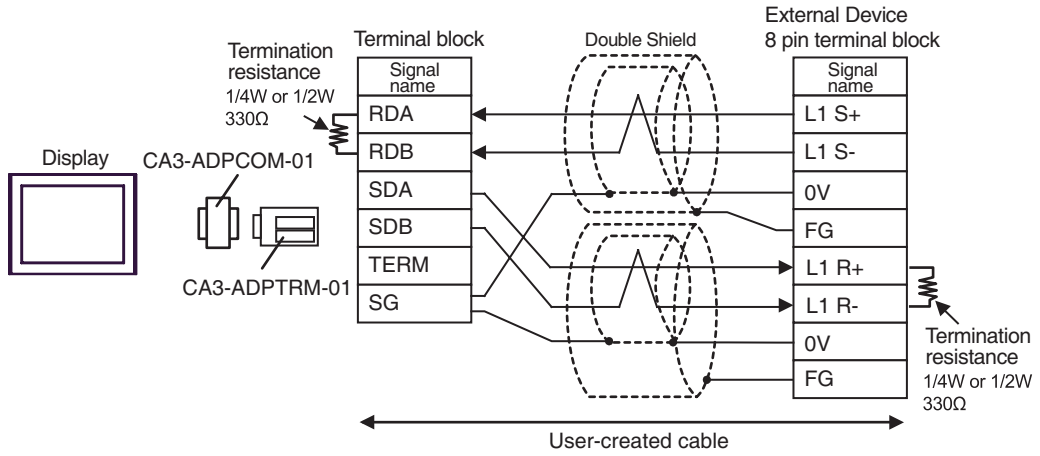 External Device
8 pin terminal block
Terminal block
Double Shield
Termination
resistance
1/4W or 1/2W
330Ω
Signal
name
Signal
name
RDA
L1 S+
RDB
L1 S-
Display
CA3-ADPCOM-01
SDA
0V
SDB
FG
TERM
L1 R+
CA3-ADPTRM-01
SG
L1 R-
0V
FG
Termination
resistance
1/4W or 1/2W
330Ω
User-created cable